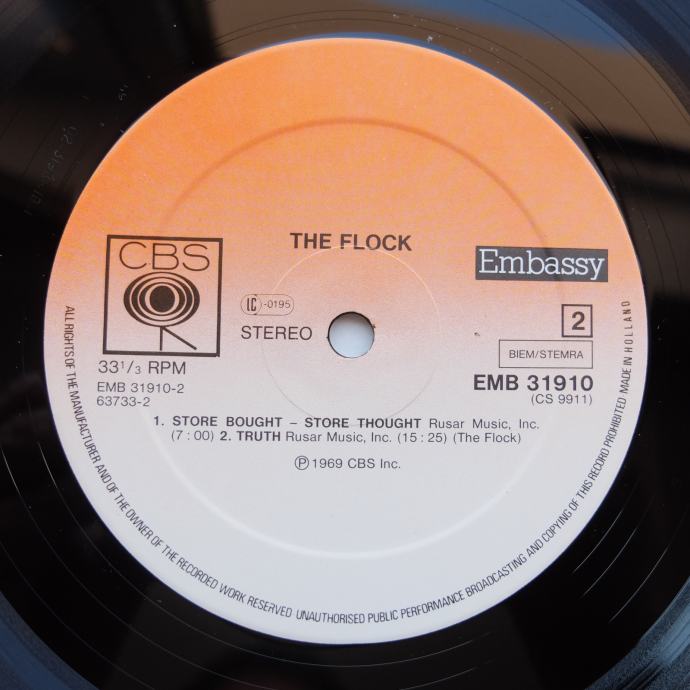 THE FLOCK
CBS
Embassy
LC-0195
STEREO
2
33 1/3 RPM
BIEM/STEMRA
EMB 31910-2
EMB 31910
63733-2
(CS 9911)
1. STORE BOUGHT – STORE THOUGHT Rusar Music, Inc.
(7:00) 2. TRUTH Rusar Music, Inc. (15:25) (The Flock)
Ⓟ 1969 CBS Inc.
ALL RIGHTS OF THE MANUFACTURER AND OF THE OWNER OF THE RECORDED WORK RESERVED UNAUTHORISED PUBLIC PERFORMANCE BROADCASTING AND COPYING OF THIS RECORD PROHIBITED MADE IN HOLLAND